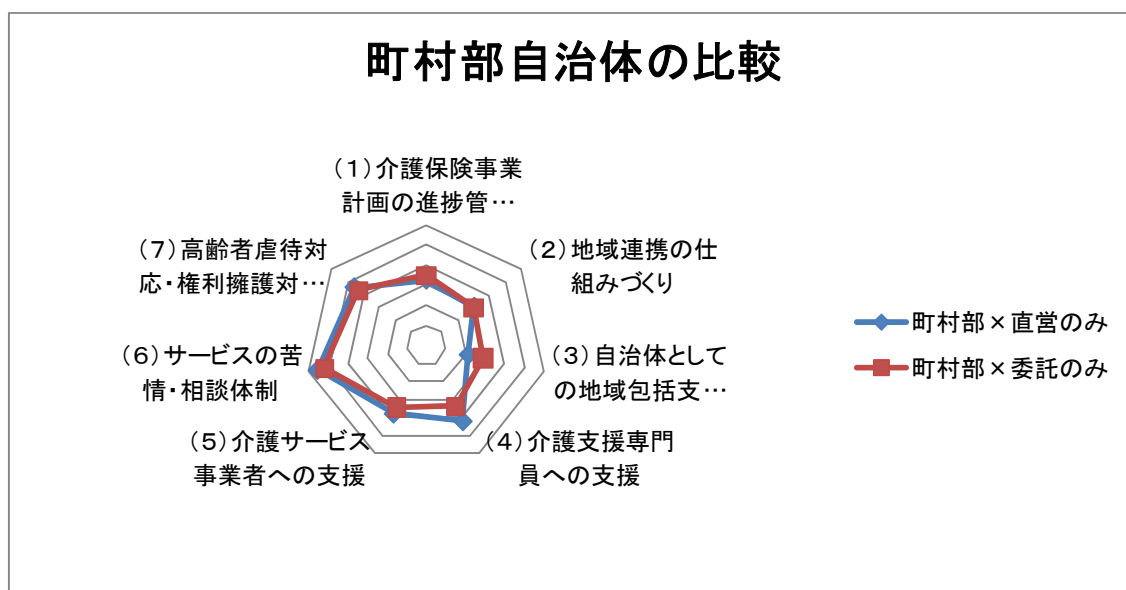 町村部自治体の比較
（1）介護保険事業
計画の進捗管…
（2）地域連携の仕
組みづくり
（3）自治体として
の地域包括支…
（4）介護支援専門
員への支援
（5）介護サービス
事業者への支援
（6）サービスの苦
情・相談体制
（7）高齢者虐待対
応・権利擁護対…
町村部×直営のみ
町村部×委託のみ